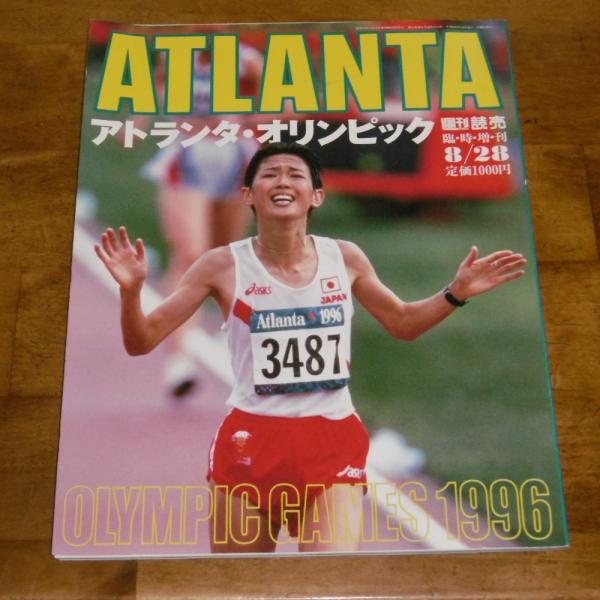 ATLANTA
アトランタ・オリンピック
週刊読売
臨・時・増・刊
8/28
定価1000円
asics
JAPAN
Atlanta 1996
3487
asics
OLYMPIC GAMES 1996